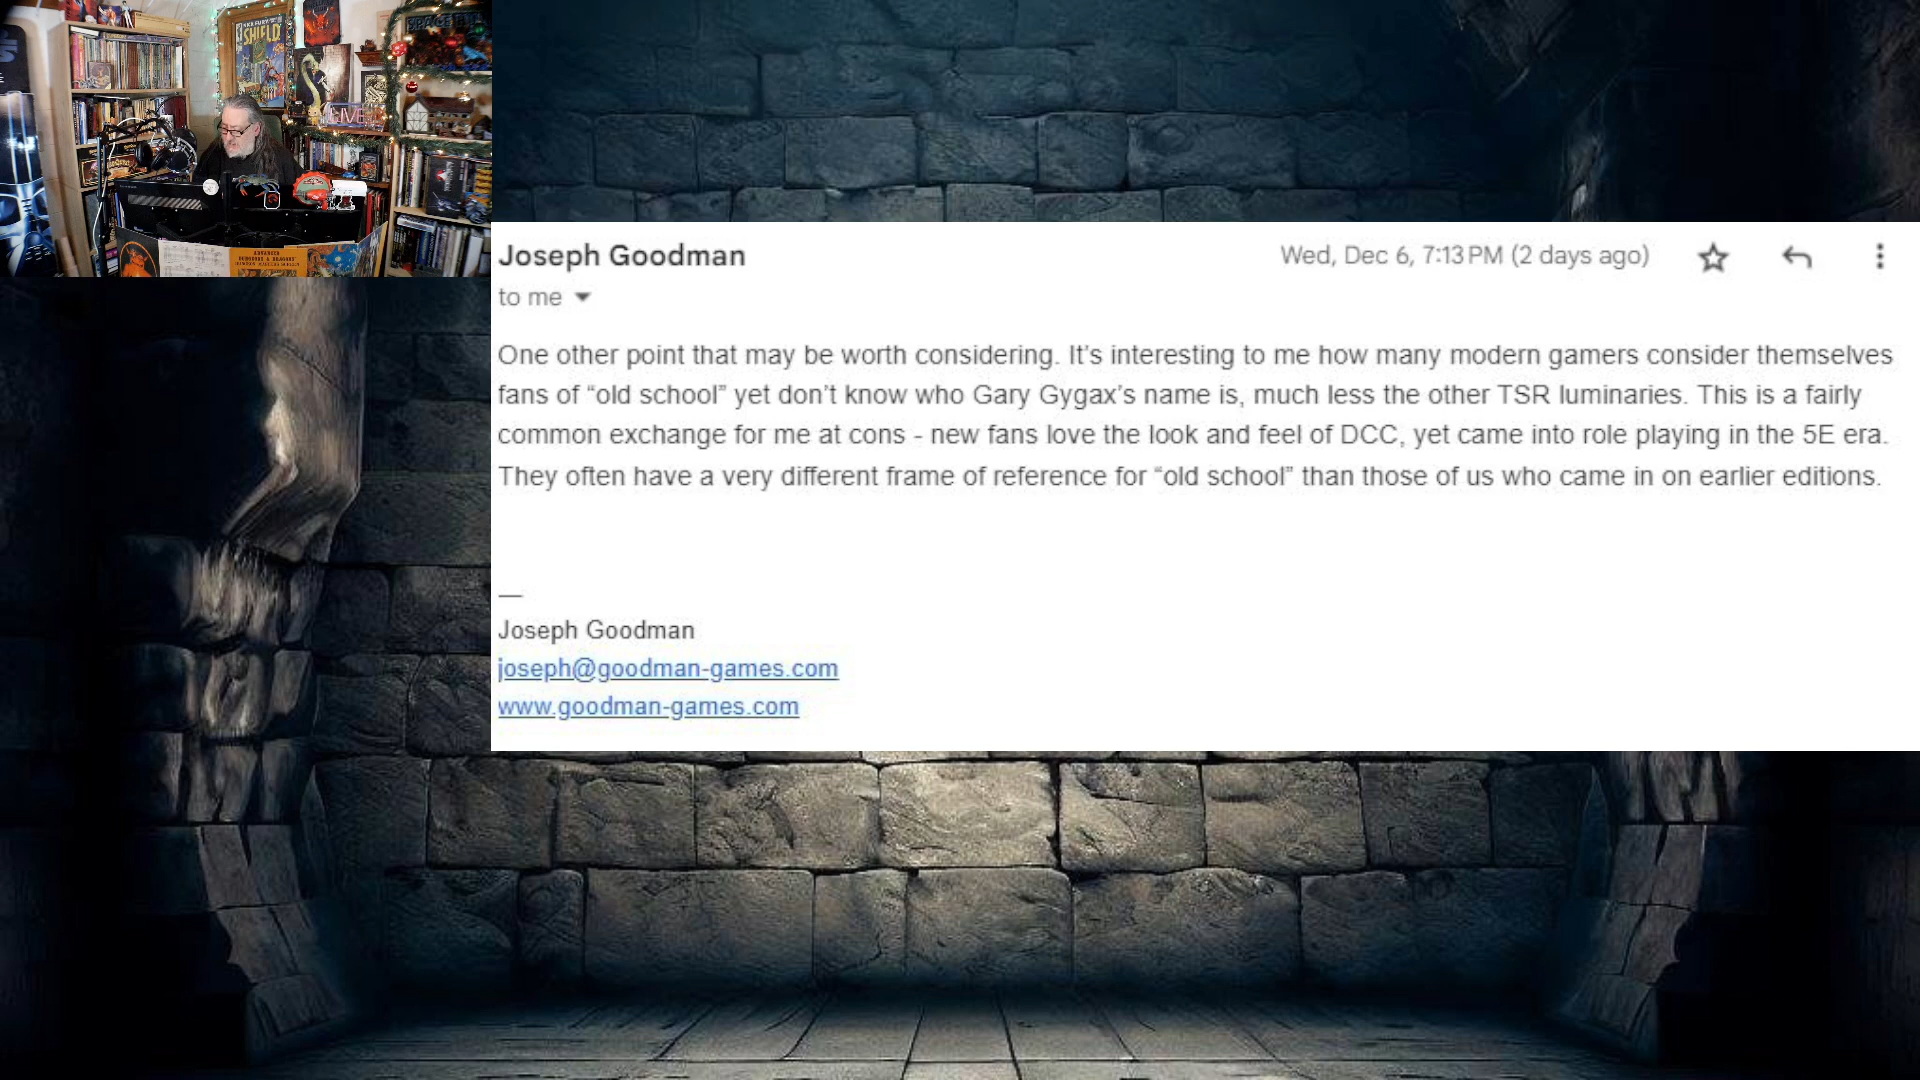 SHIELD
LIVE
ADVANCED
DUNGEONS & DRAGONS
Joseph Goodman
Wed, Dec 6, 7:13 PM (2 days ago)
to me
One other point that may be worth considering. It’s interesting to me how many modern gamers consider themselves
fans of “old school” yet don’t know who Gary Gygax’s name is, much less the other TSR luminaries. This is a fairly
common exchange for me at cons - new fans love the look and feel of DCC, yet came into role playing in the 5E era.
They often have a very different frame of reference for “old school” than those of us who came in on earlier editions.
—
Joseph Goodman
joseph@goodman-games.com
www.goodman-games.com